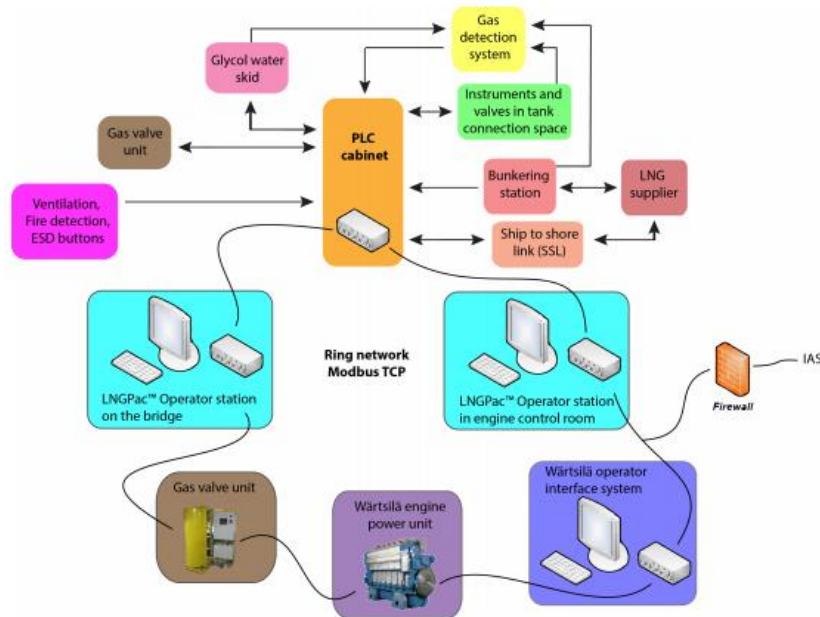 Gas
detection
system
Glycol water
skid
Instruments and
valves in tank
connection space
Gas valve
unit
PLC
cabinet
Bunkering
station
LNG
supplier
Ventilation,
Fire detection,
ESD buttons
Ship to shore
link (SSL)
Ring network
Modbus TCP
LNGPac™ Operator station
on the bridge
LNGPac™ Operator station
in engine control room
Firewall
IAS
Gas valve unit
Wärtsilä engine
power unit
Wärtsilä operator
interface system